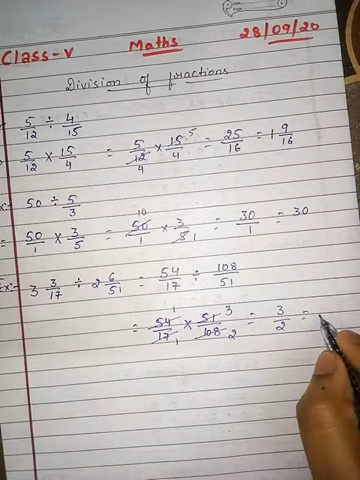 Class-V Maths 28/09/20
Division of fractions
5/12 ÷ 4/15
5/12 × 15/4 = 5/12 4 × 15 5/4 = 25/16 = 1 9/16
50 ÷ 5/3
= 50/1 × 3/5 = 50 10/1 × 3/5 1 = 30/1 = 30
Ex:- 3 3/17 ÷ 2 6/51 = 54/17 ÷ 108/51
= 54 1/17 1 × 51 3/108 2 = 3/2 =